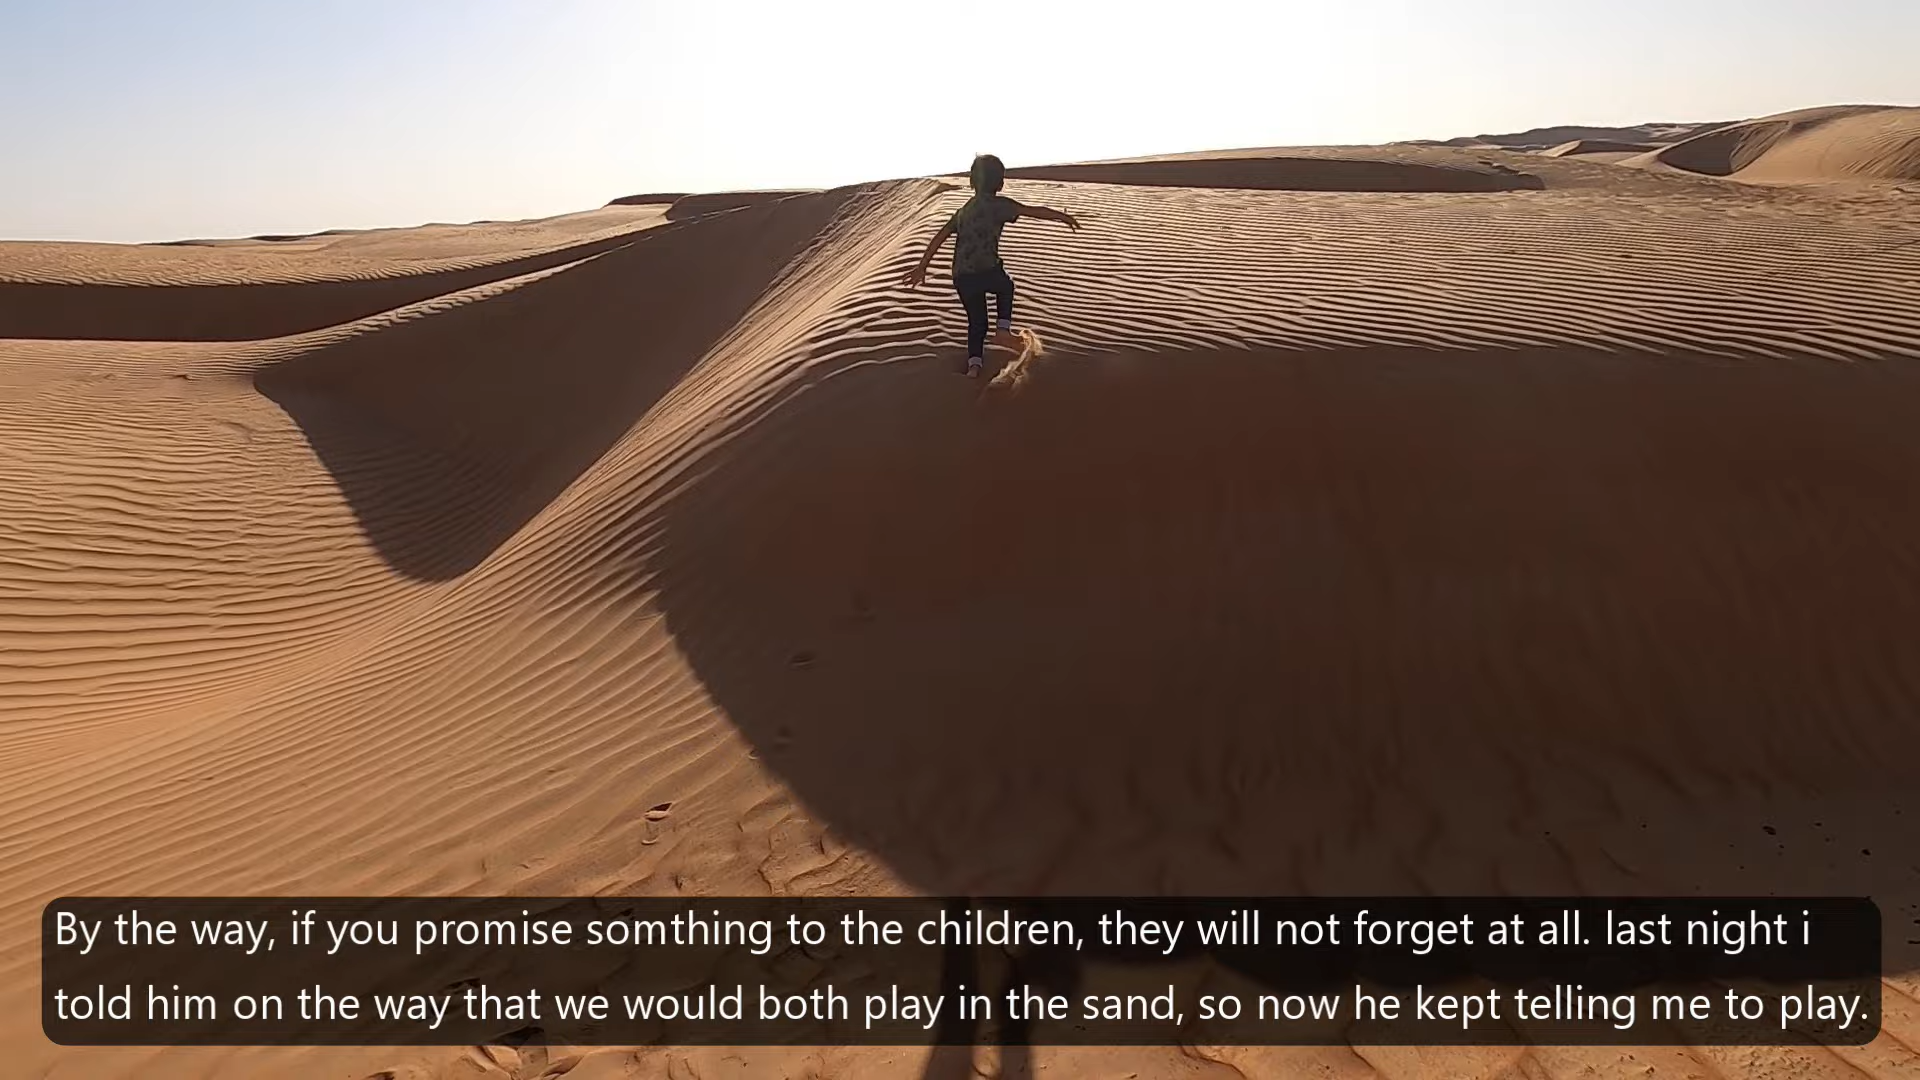 By the way, if you promise somthing to the children, they will not forget at all. last night i
told him on the way that we would both play in the sand, so now he kept telling me to play.